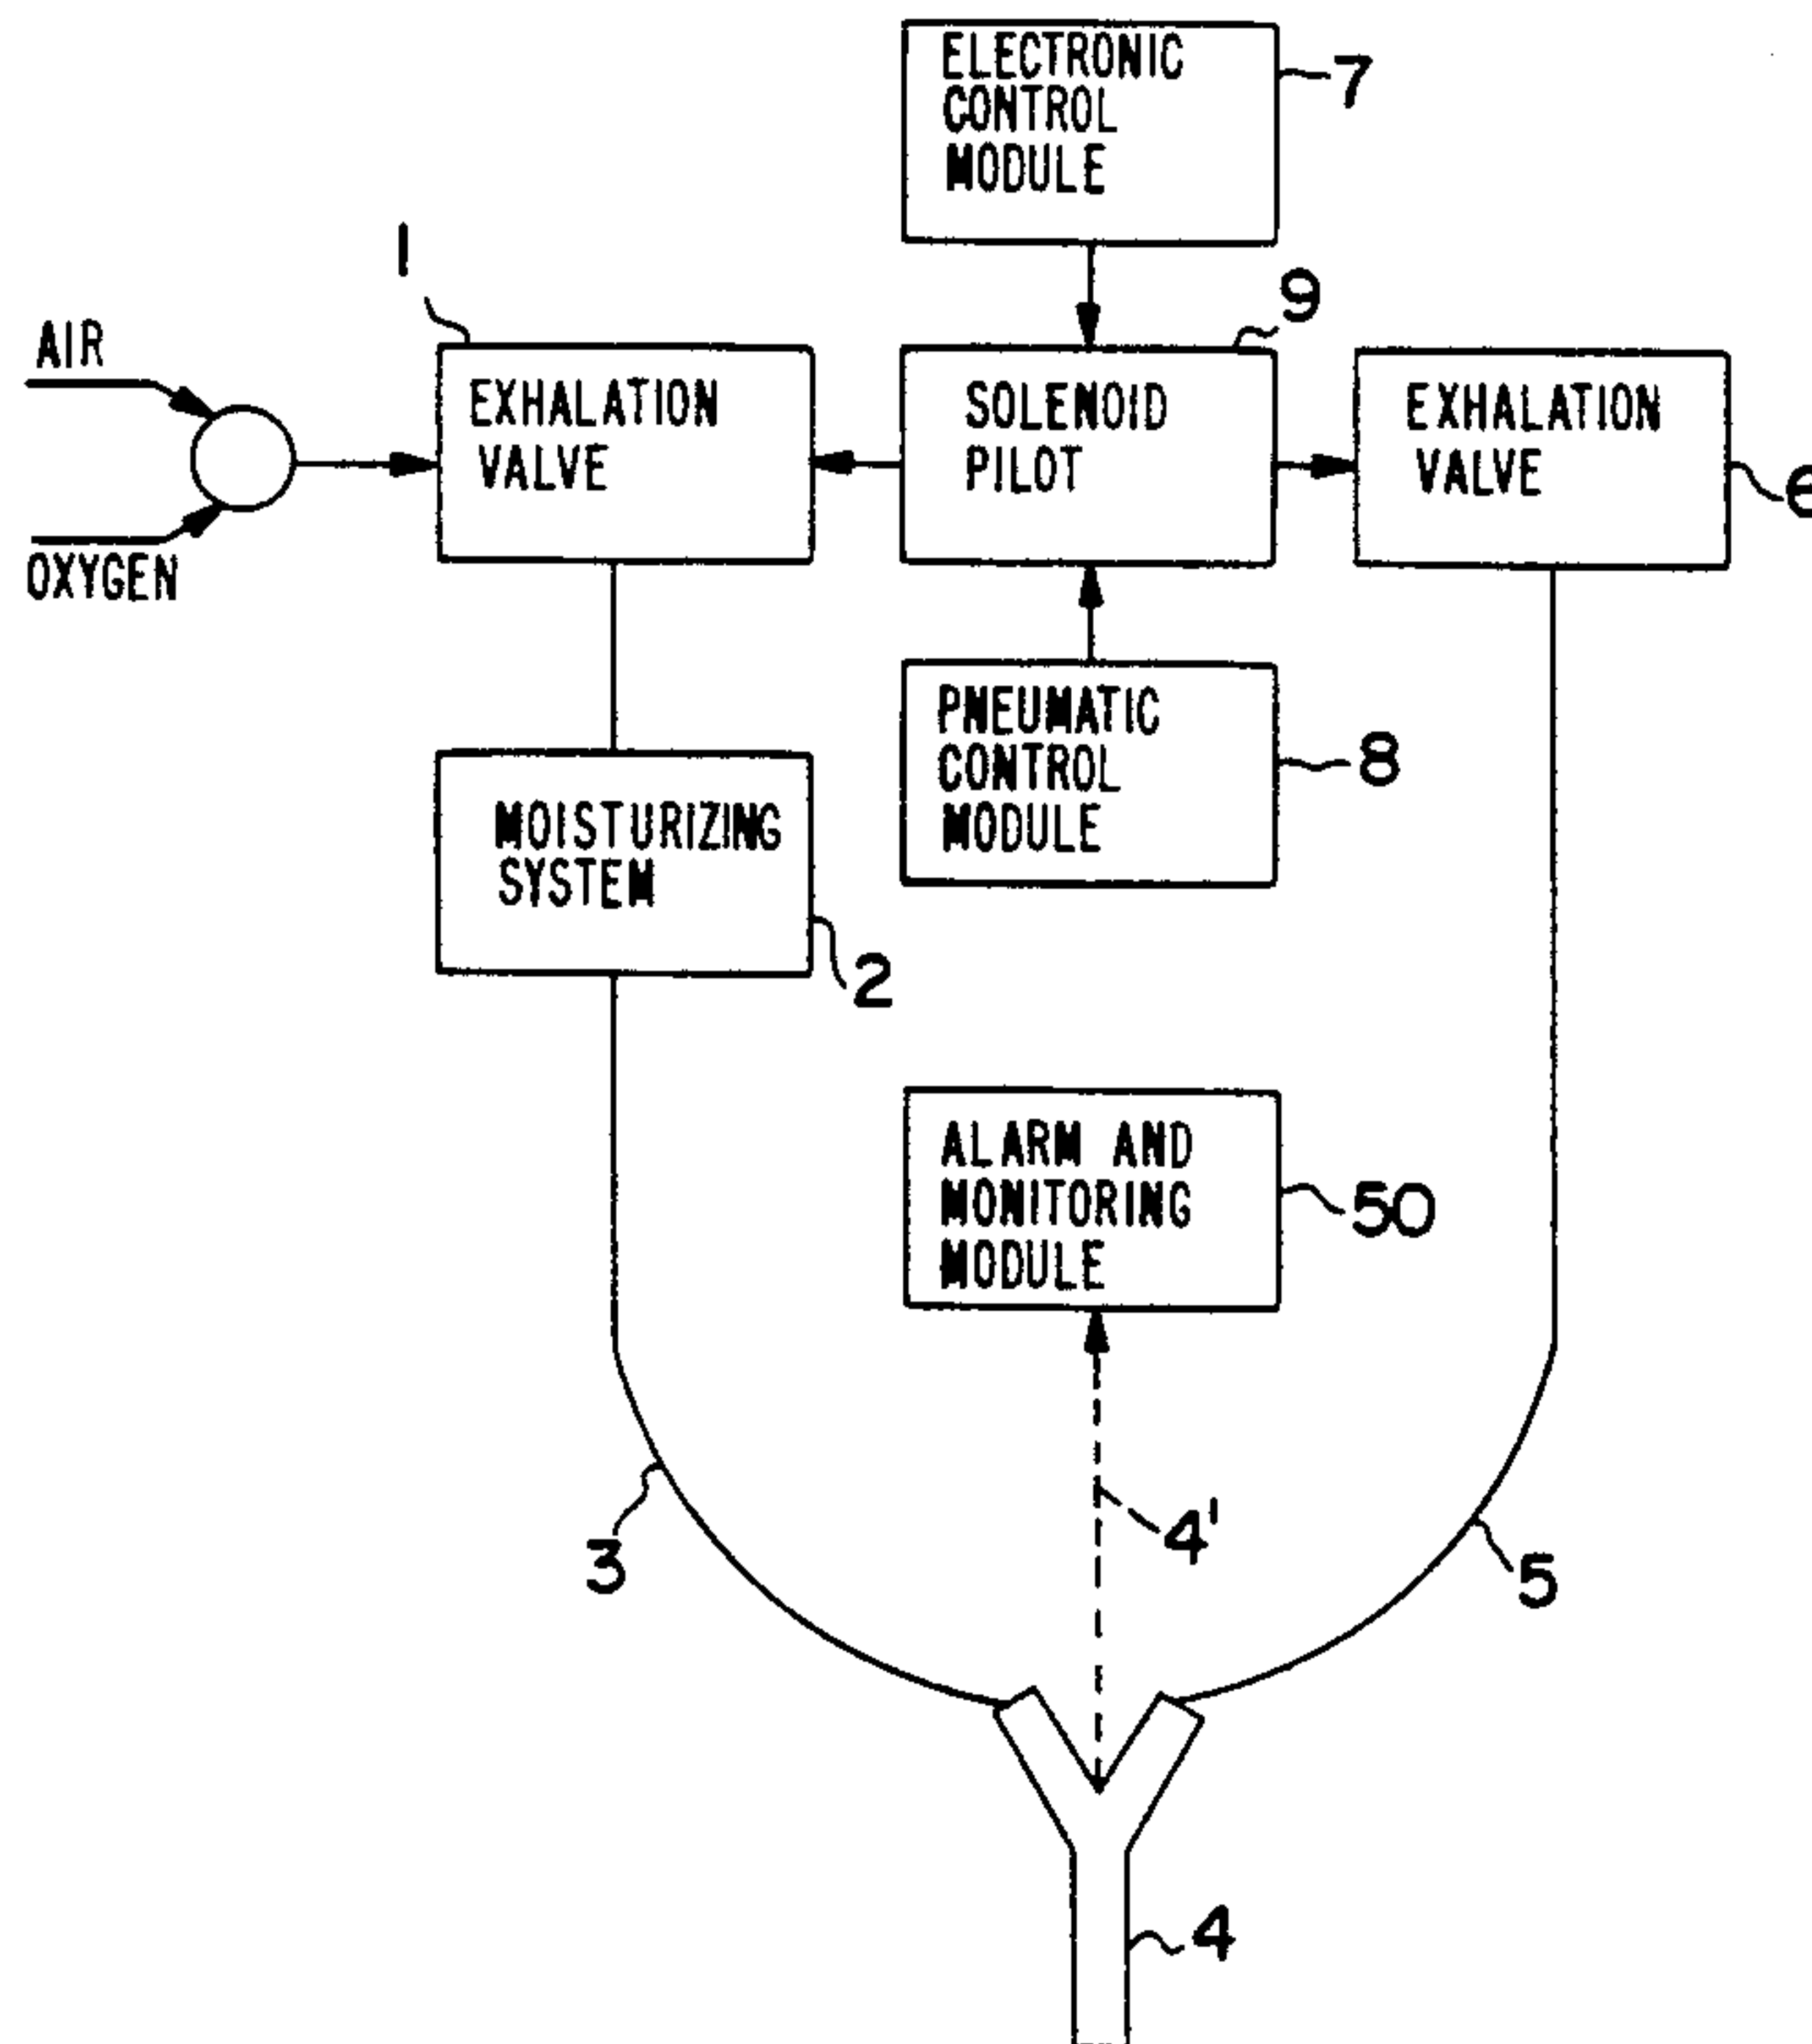 ELECTRONIC
CONTROL
MODULE
7
1
9
AIR
EXHALATION
VALVE
SOLENOID
PILOT
EXHALATION
VALVE
6
OXYGEN
PNEUMATIC
CONTROL
MODULE
8
MOISTURIZING
SYSTEM
2
ALARM AND
MONITORING
MODULE
50
3
4'
5
4